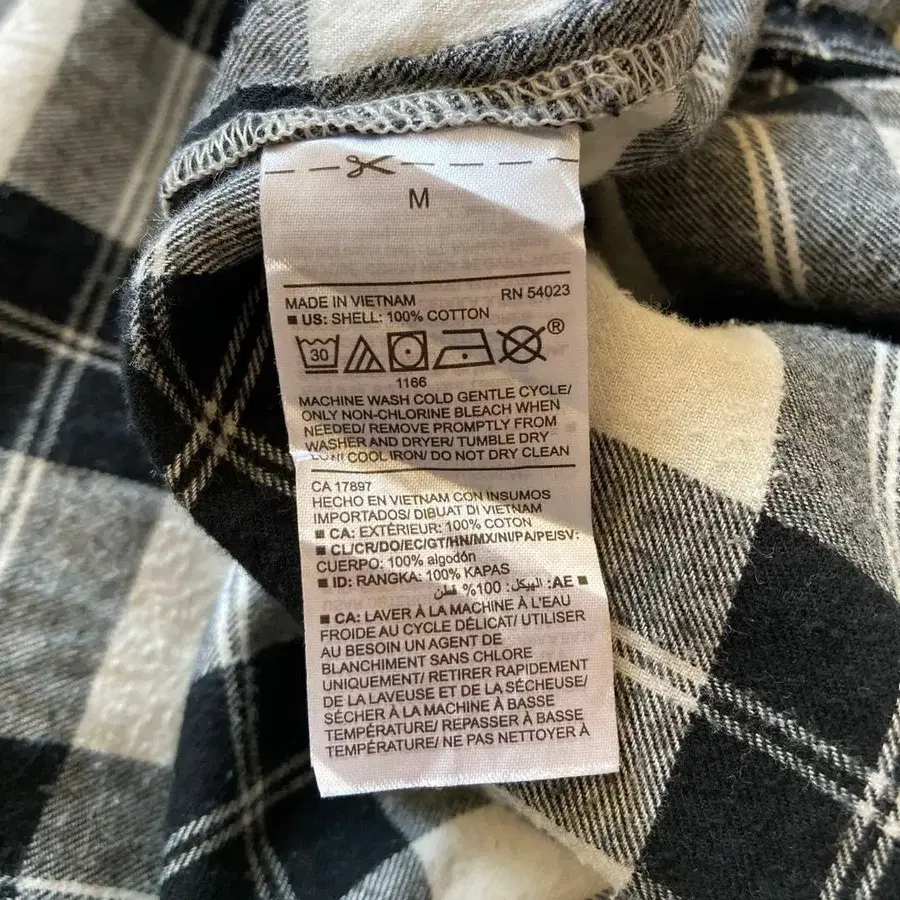 M
MADE IN VIETNAM RN 54023
■ US: SHELL: 100% COTTON
30 ®
1166
MACHINE WASH COLD GENTLE CYCLE/
ONLY NON-CHLORINE BLEACH WHEN
NEEDED/ REMOVE PROMPTLY FROM
WASHER AND DRYER/ TUMBLE DRY
LOW/ COOL IRON/ DO NOT DRY CLEAN
CA 17897
HECHO EN VIETNAM CON INSUMOS
IMPORTADOS/ DIBUAT DI VIETNAM
■ CA: EXTÉRIEUR: 100% COTON
■ CL/CR/DO/EC/GT/HN/MX/NI/PA/PE/SV:
CUERPO: 100% algodón
■ ID: RANGKA: 100% KAPAS
■ AE: الهيكل: 100% قطن
■ CA: LAVER À LA MACHINE À L'EAU
FROIDE AU CYCLE DÉLICAT/ UTILISER
AU BESOIN UN AGENT DE
BLANCHIMENT SANS CHLORE
UNIQUEMENT/ RETIRER RAPIDEMENT
DE LA LAVEUSE ET DE LA SÉCHEUSE/
SÉCHER À LA MACHINE À BASSE
TEMPÉRATURE/ REPASSER À BASSE
TEMPÉRATURE/ NE PAS NETTOYER À